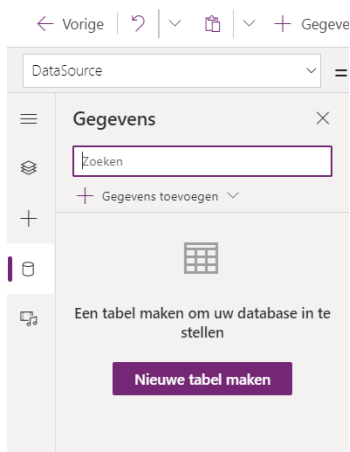 Vorige
Gegeve
DataSource
=
Gegevens
Zoeken
Gegevens toevoegen
Een tabel maken om uw database in te
stellen
Nieuwe tabel maken